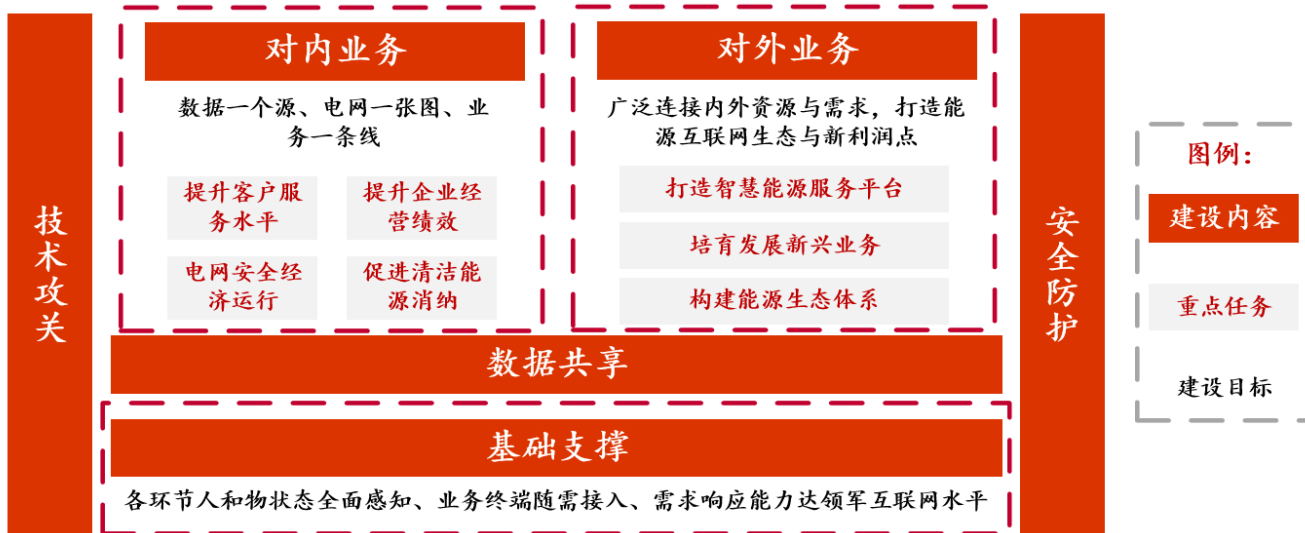 技术攻关
对内业务
数据一个源、电网一张图、业
务一条线
提升客户服
务水平
提升企业经
营绩效
电网安全经
济运行
促进清洁能
源消纳
对外业务
广泛连接内外资源与需求，打造能
源互联网生态与新利润点
打造智慧能源服务平台
培育发展新兴业务
构建能源生态体系
数据共享
基础支撑
各环节人和物状态全面感知、业务终端随需接入、需求响应能力达领军互联网水平
安全防护
图例：
建设内容
重点任务
建设目标